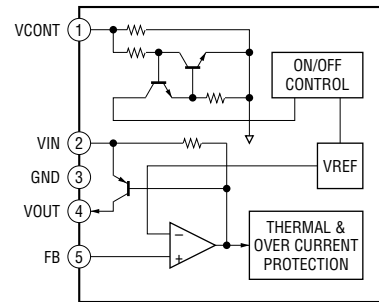 VCONT 1
ON/OFF
CONTROL
VIN 2
GND 3
VREF
VOUT 4
−
+
THERMAL &
OVER CURRENT
PROTECTION
FB 5